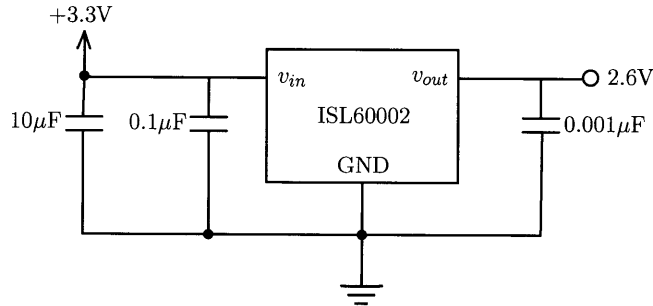 +3.3V
v_in
v_out
2.6V
10μF
0.1μF
ISL60002
0.001μF
GND